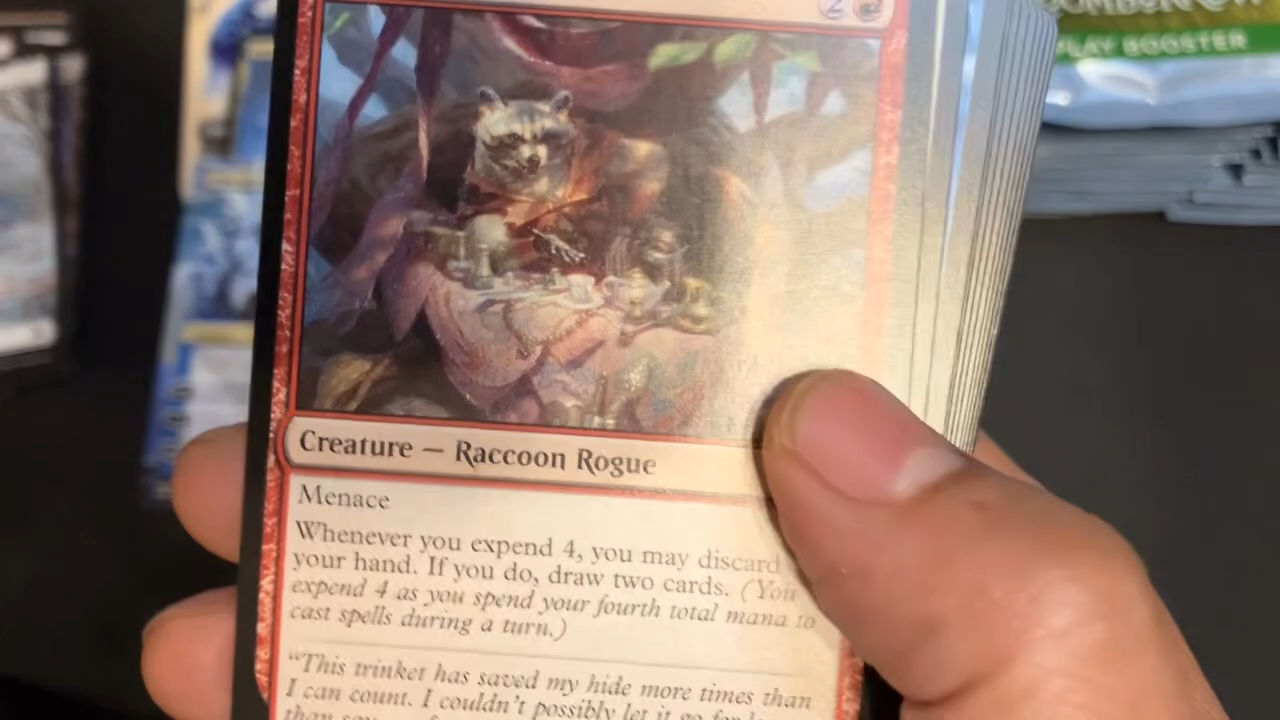 2
PLAY BOOSTER
Creature — Raccoon Rogue
Menace
Whenever you expend 4, you may discard
your hand. If you do, draw two cards. (You
expend 4 as you spend your fourth total mana to
cast spells during a turn.)
"This trinket has saved my hide more times than
I can count. I couldn't possibly let it go for
than